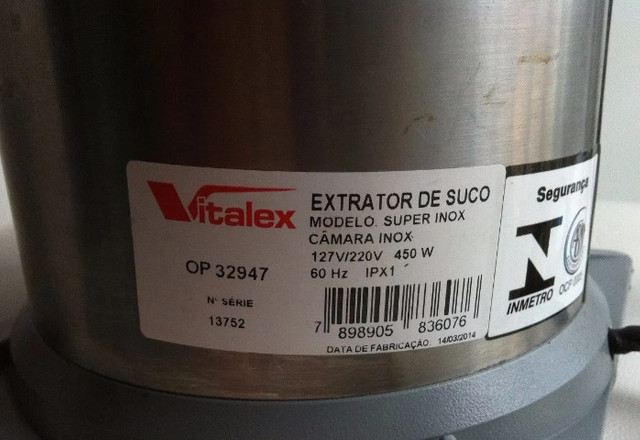 Vitalex
EXTRATOR DE SUCO
MODELO. SUPER INOX
CÂMARA INOX
127V/220V 450 W
60 Hz IPX1
OP 32947
Nº SÉRIE
13752
7 898905 836076
DATA DE FABRICAÇÃO: 14/03/2014
Segurança
INMETRO
OCP